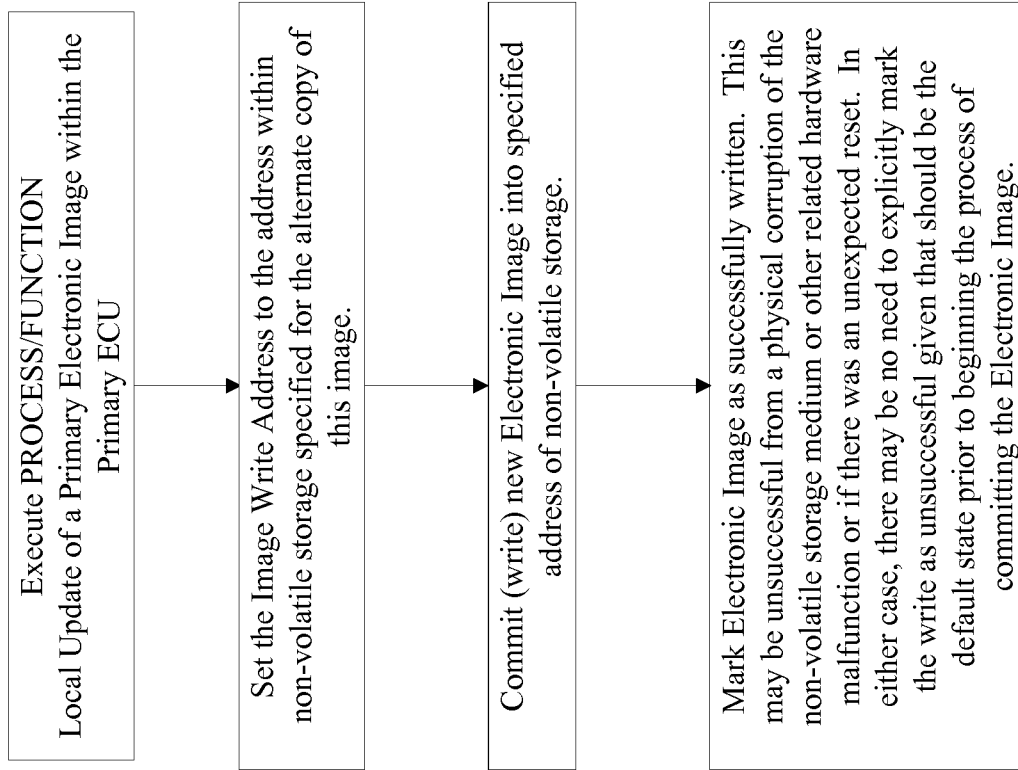 Execute PROCESS/FUNCTION
Local Update of a Primary Electronic Image within the
Primary ECU
Set the Image Write Address to the address within
non-volatile storage specified for the alternate copy of
this image.
Commit (write) new Electronic Image into specified
address of non-volatile storage.
Mark Electronic Image as successfully written. This
may be unsuccessful from a physical corruption of the
non-volatile storage medium or other related hardware
malfunction or if there was an unexpected reset. In
either case, there may be no need to explicitly mark
the write as unsuccessful given that should be the
default state prior to beginning the process of
committing the Electronic Image.